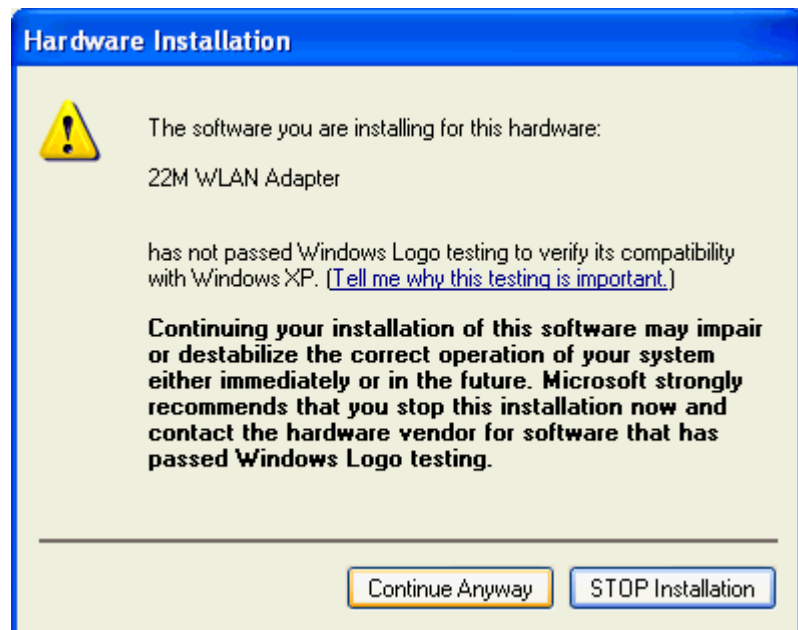 Hardware Installation
The software you are installing for this hardware:
22M WLAN Adapter
has not passed Windows Logo testing to verify its compatibility
with Windows XP. (Tell me why this testing is important.)
Continuing your installation of this software may impair
or destabilize the correct operation of your system
either immediately or in the future. Microsoft strongly
recommends that you stop this installation now and
contact the hardware vendor for software that has
passed Windows Logo testing.
Continue Anyway
STOP Installation